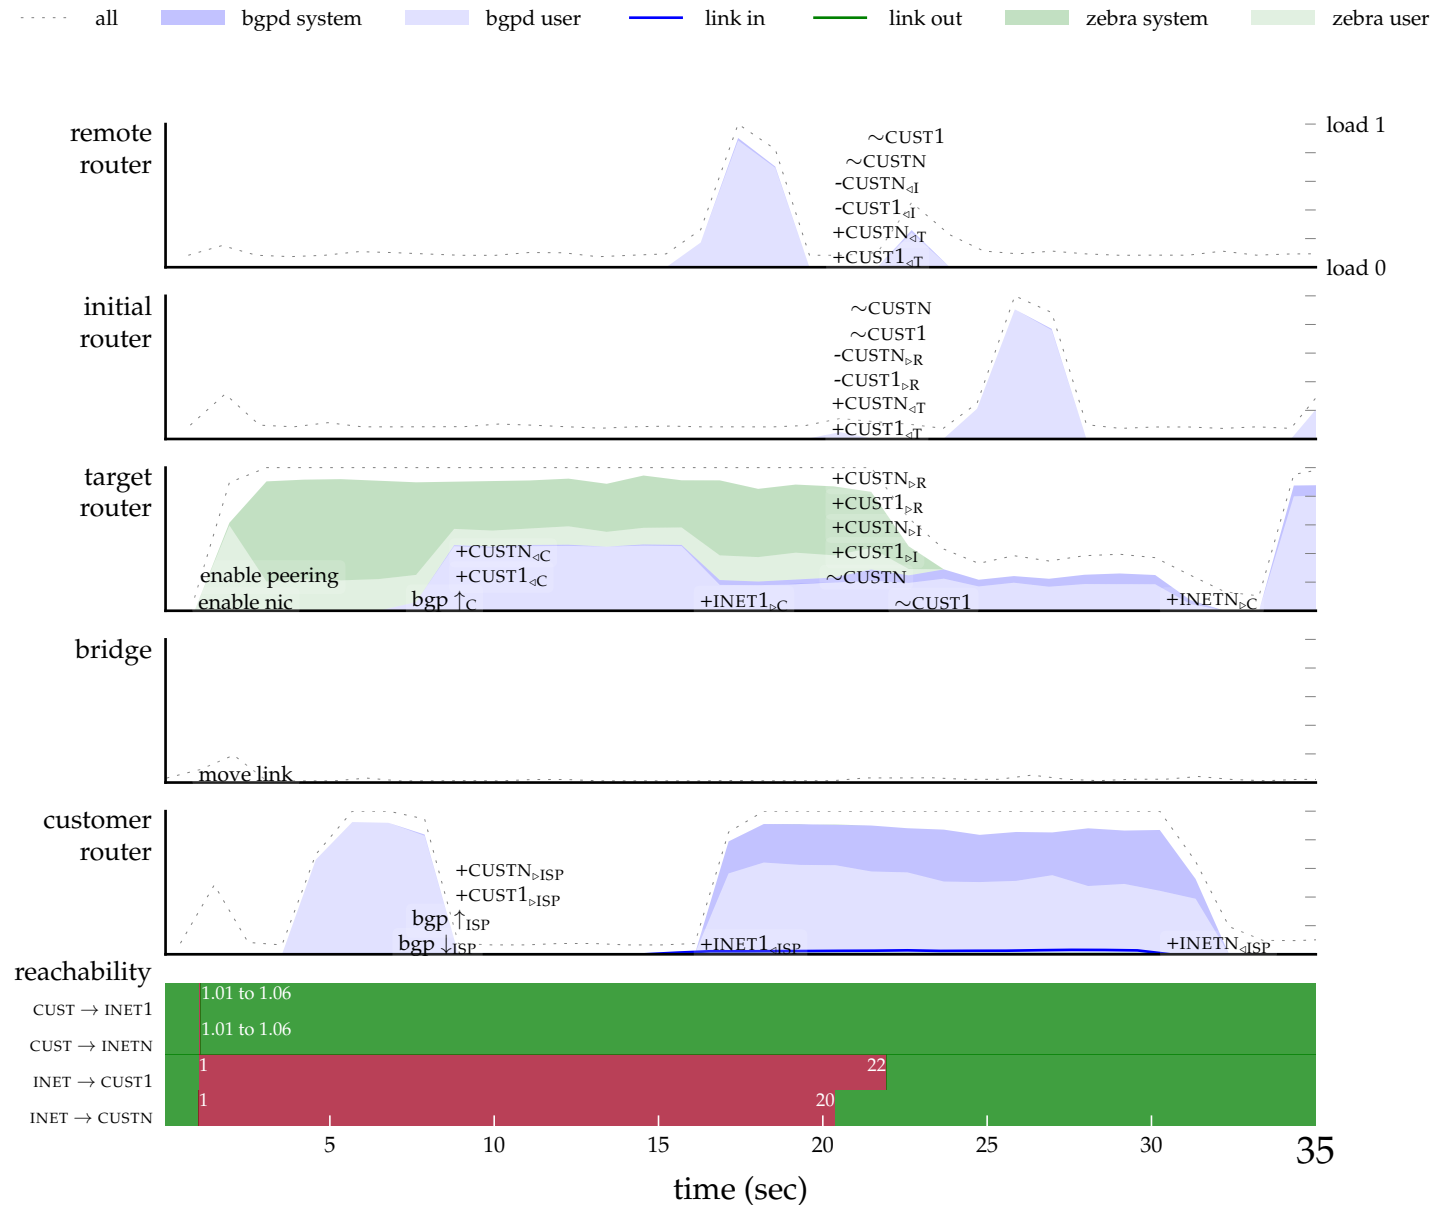 all bgpd system bgpd user link in link out zebra system zebra user
remote
router
load 1
load 0
∼CUST1
∼CUSTN
-CUSTN◃I
-CUST1◃I
+CUSTN◃T
+CUST1◃T
initial
router
∼CUSTN
∼CUST1
-CUSTN▹R
-CUST1▹R
+CUSTN◃T
+CUST1◃T
target
router
enable peering
enable nic
bgp ↑C
+CUSTN◃C
+CUST1◃C
+INET1▹C
+CUSTN▹R
+CUST1▹R
+CUSTN▹I
+CUST1▹I
∼CUSTN
∼CUST1
+INETN▹C
bridge
move link
customer
router
+CUSTN▹ISP
+CUST1▹ISP
bgp ↑ISP
bgp ↓ISP
+INET1◃ISP
+INETN◃ISP
reachability
CUST → INET1
1.01 to 1.06
CUST → INETN
1.01 to 1.06
INET → CUST1
1 22
INET → CUSTN
1 20
5 10 15 20 25 30 35
time (sec)